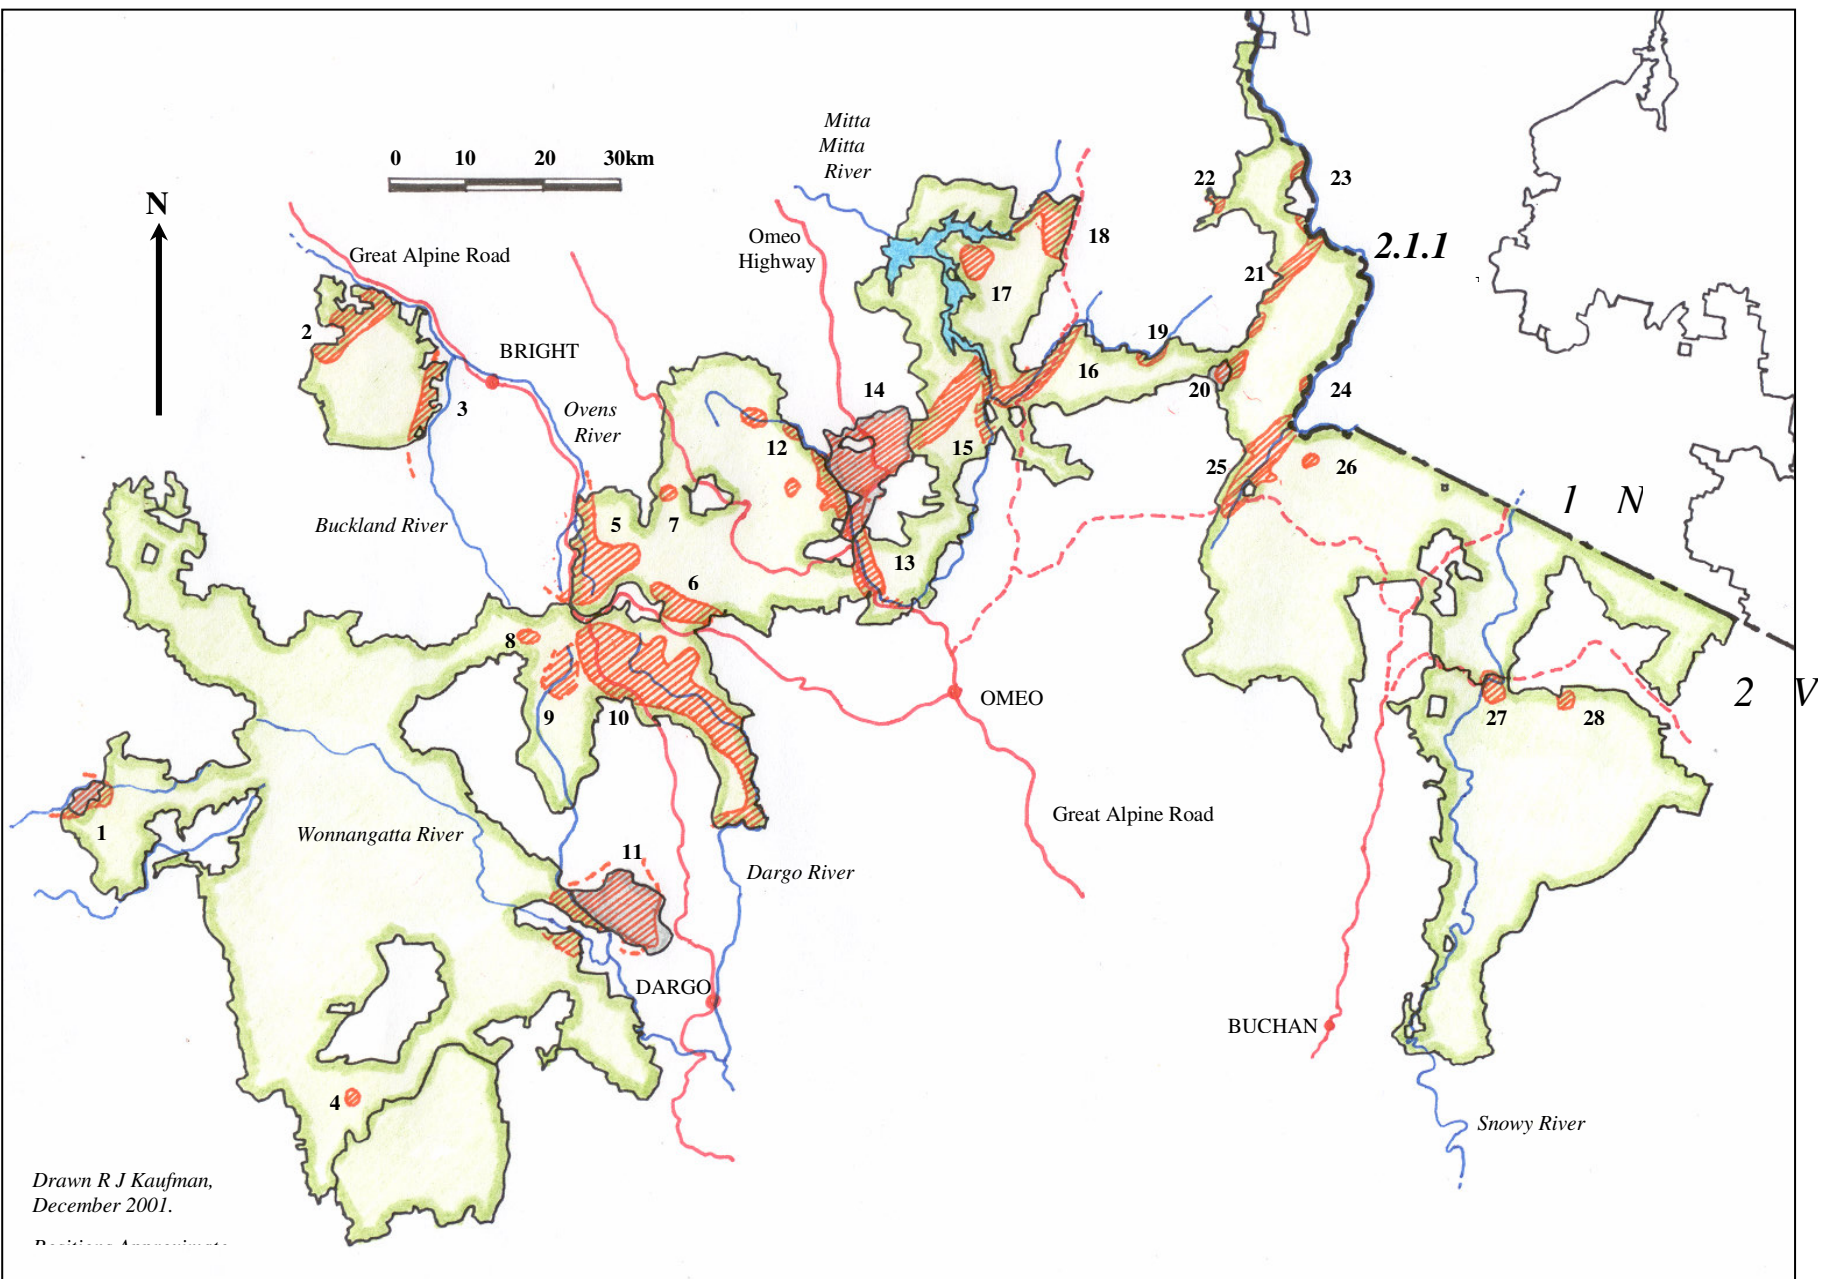 Mitta
Mitta
River
0 10 20 30km
N
22
23
Great Alpine Road
Omeo
Highway
18
2.1.1
21
17
2
BRIGHT
19
3
Ovens
River
14
16
20
24
12
15
25
26
Buckland River
5
7
1 N
13
6
8
9
10
OMEO
27
28
2 V
1
Wonnangatta River
11
Great Alpine Road
Dargo River
DARGO
BUCHAN
4
Snowy River
Drawn R J Kaufman,
December 2001.
Positions Approximate